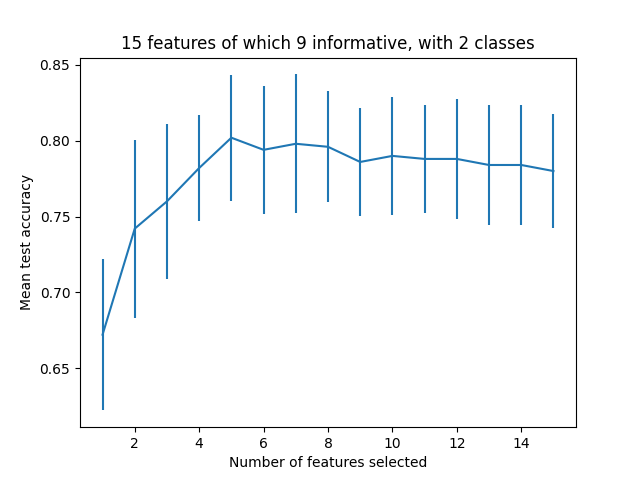 15 features of which 9 informative, with 2 classes
0.85
0.80
0.75
0.70
0.65
Mean test accuracy
2 4 6 8 10 12 14
Number of features selected